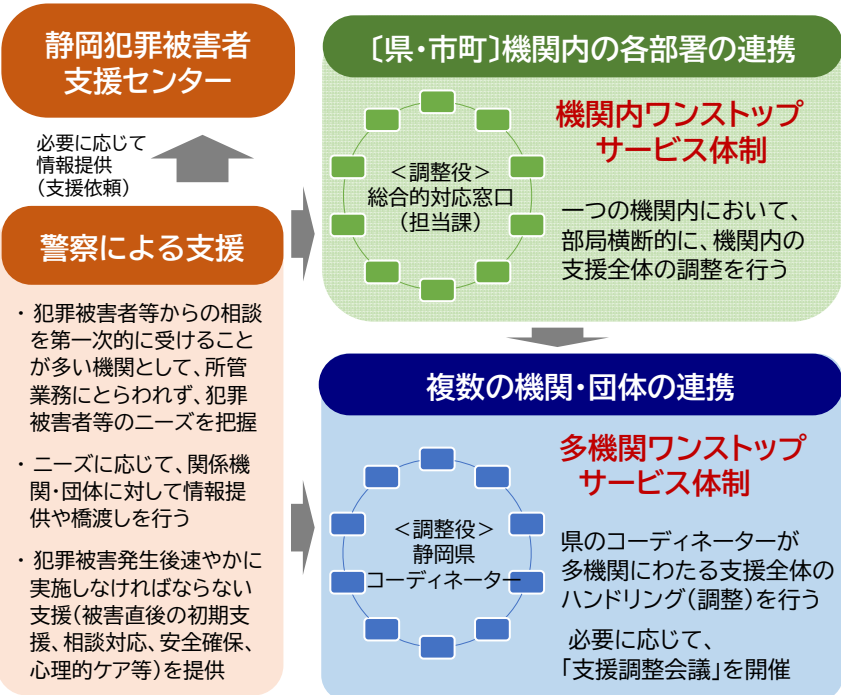 静岡犯罪被害者
支援センター
必要に応じて
情報提供
(支援依頼)
警察による支援
・ 犯罪被害者等からの相談
を第一次的に受けること
が多い機関として、所管
業務にとらわれず、犯罪
被害者等のニーズを把握
・ ニーズに応じて、関係機
関・団体に対して情報提
供や橋渡しを行う
・ 犯罪被害発生後速やかに
実施しなければならない
支援(被害直後の初期支
援、相談対応、安全確保、
心理的ケア等)を提供
〔県・市町〕機関内の各部署の連携
<調整役>
総合的対応窓口
(担当課)
機関内ワンストップ
サービス体制
一つの機関内において、
部局横断的に、機関内の
支援全体の調整を行う
複数の機関・団体の連携
<調整役>
静岡県
コーディネーター
多機関ワンストップ
サービス体制
県のコーディネーターが
多機関にわたる支援全体の
ハンドリング(調整)を行う
必要に応じて、
「支援調整会議」を開催